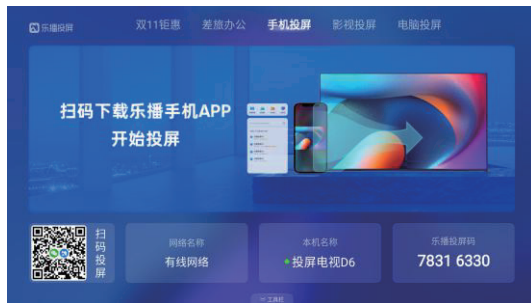 乐播投屏
双11钜惠
差旅办公
手机投屏
影视投屏
电脑投屏
扫码下载乐播手机APP
开始投屏
扫码投屏
网络名称
有线网络
本机名称
投屏电视D6
乐播投屏码
7831 6330
工具栏